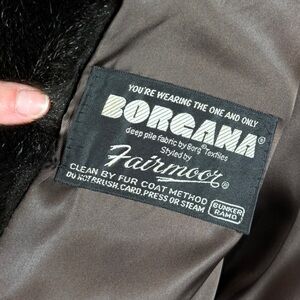 YOU'RE WEARING THE ONE AND ONLY
BORGANA®
deep pile fabric by Borg® Textiles
Styled by
Fairmoor®
CLEAN BY FUR COAT METHOD
DO NOT BRUSH, CARD, PRESS OR STEAM
BUNKER
RAMO